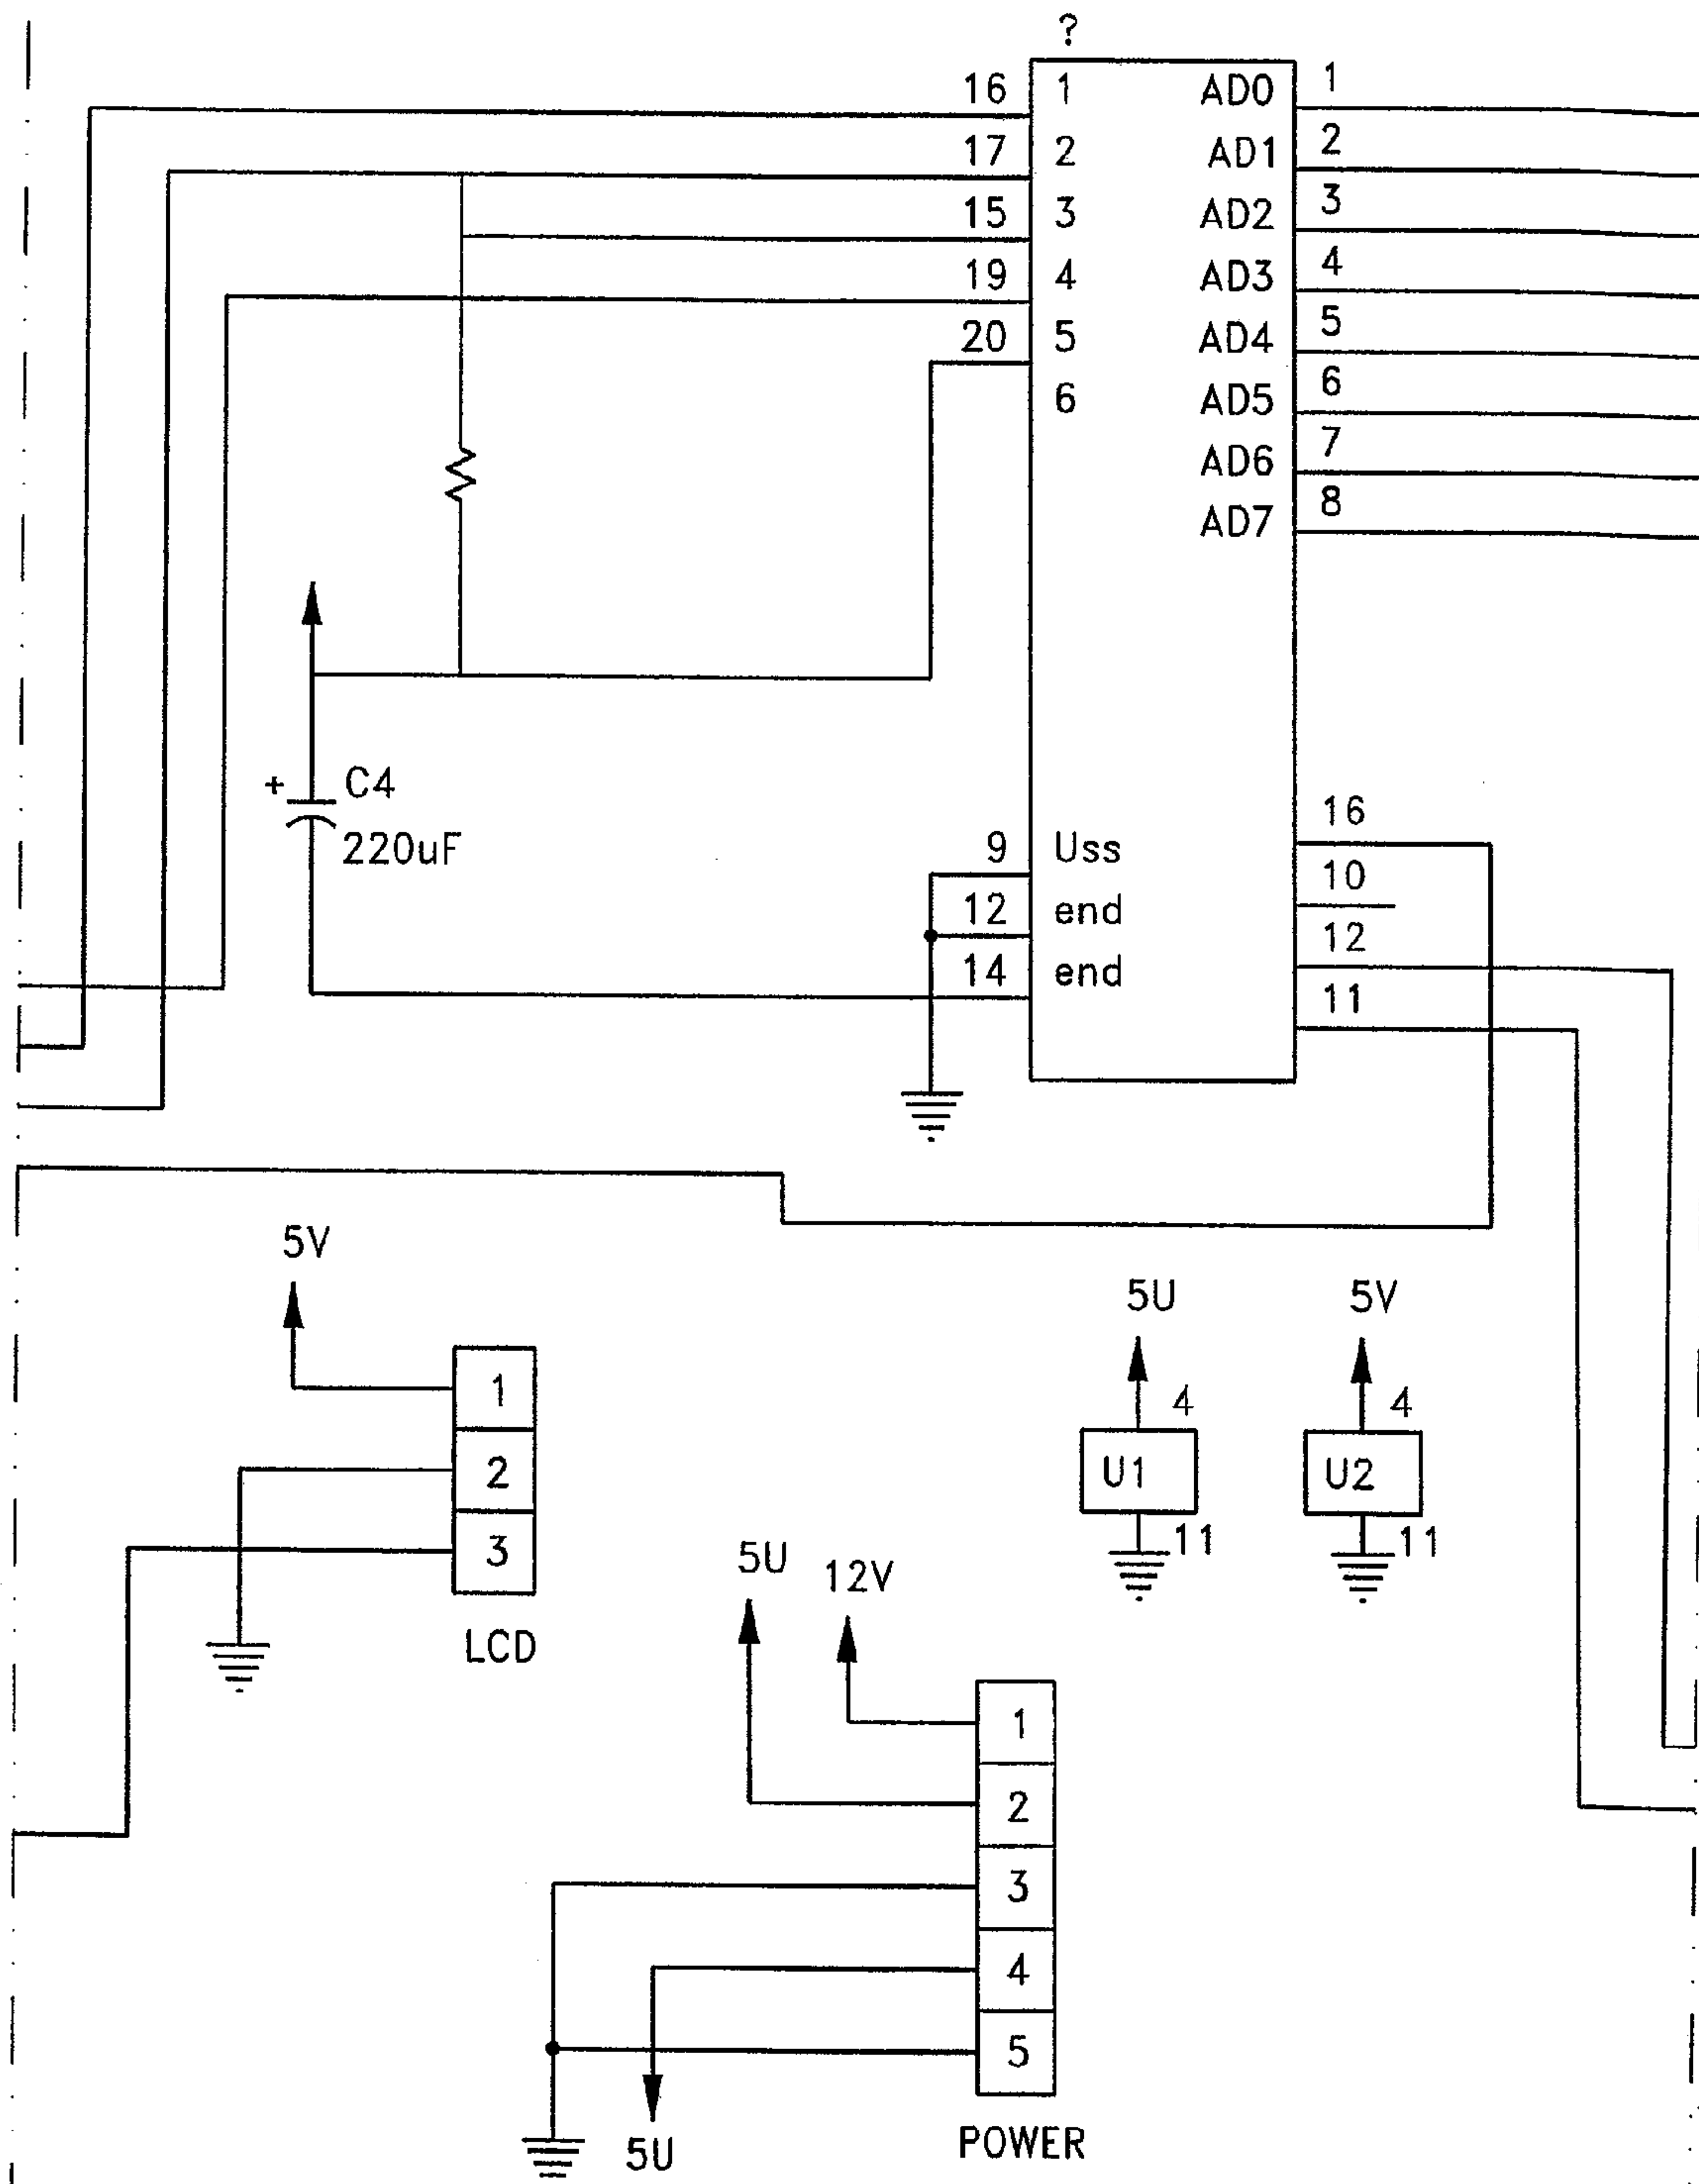 ?
16 1 AD0 1
17 2 AD1 2
15 3 AD2 3
19 4 AD3 4
20 5 AD4 5
6 AD5 6
AD6 7
AD7 8
+ C4
220uF
16
9 Uss
10
12 end
12
14 end
11
5V
5U 5V
1
4 4
2
U1 U2
3
11 11
LCD
5U 12V
1
2
3
4
5
5U
POWER